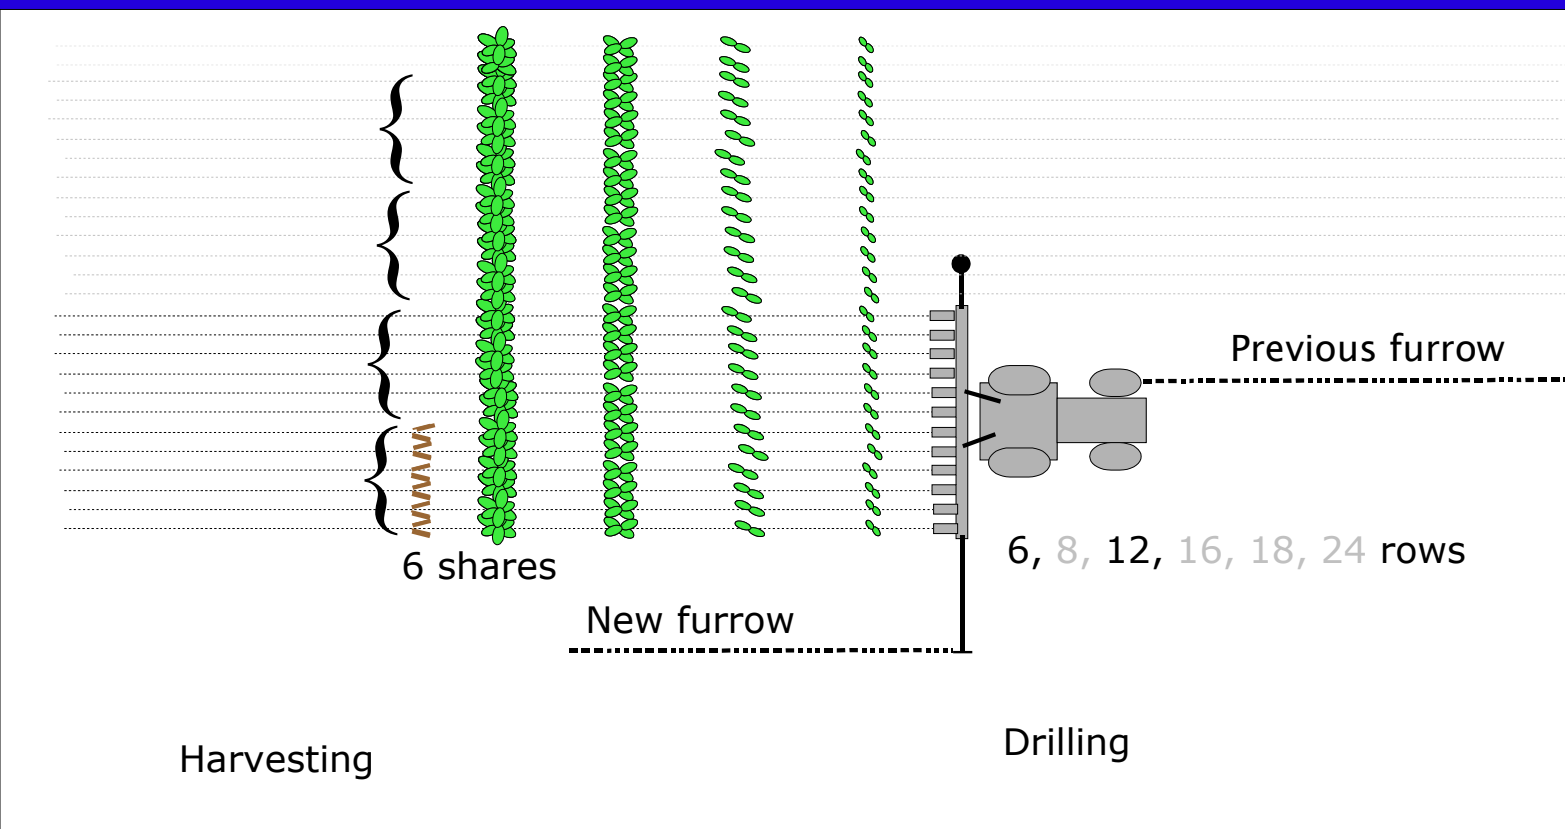 Previous furrow
6, 8, 12, 16, 18, 24 rows
6 shares
New furrow
Drilling
Harvesting